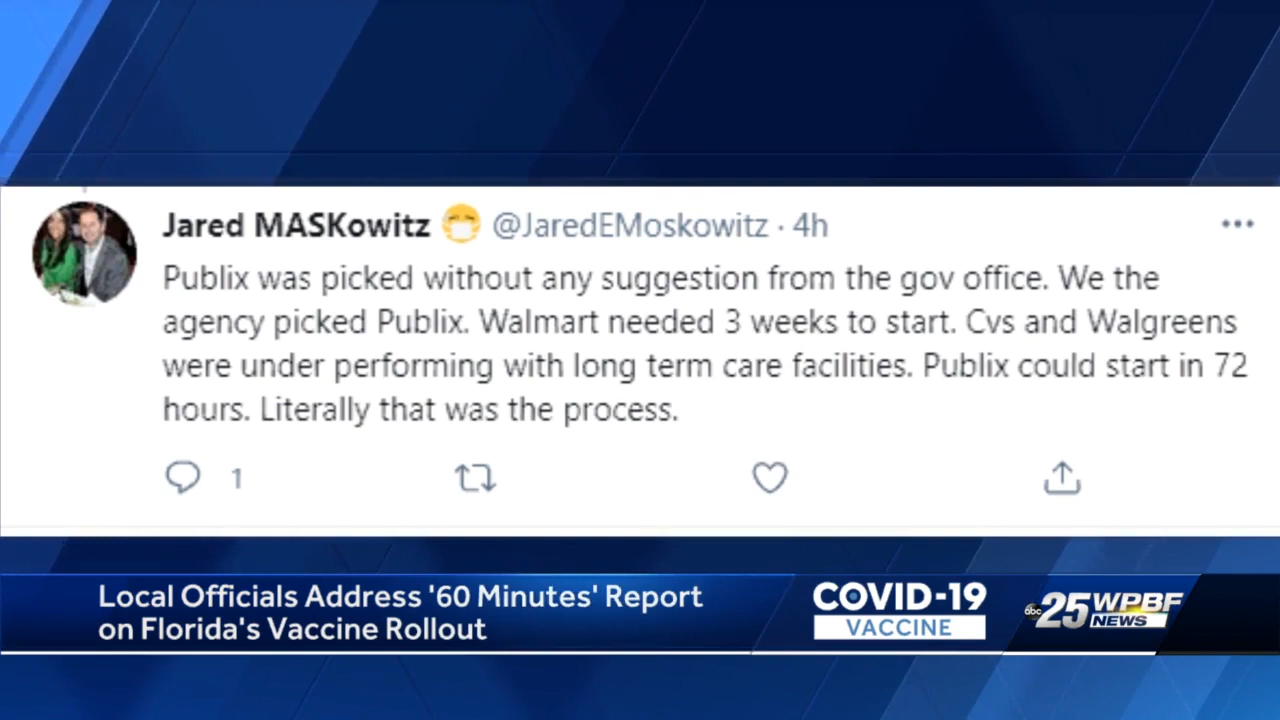 Jared MASKowitz 😷 @JaredEMoskowitz · 4h
Publix was picked without any suggestion from the gov office. We the
agency picked Publix. Walmart needed 3 weeks to start. Cvs and Walgreens
were under performing with long term care facilities. Publix could start in 72
hours. Literally that was the process.
1
Local Officials Address '60 Minutes' Report
on Florida's Vaccine Rollout
COVID-19
VACCINE
abc 25 WPBF
NEWS